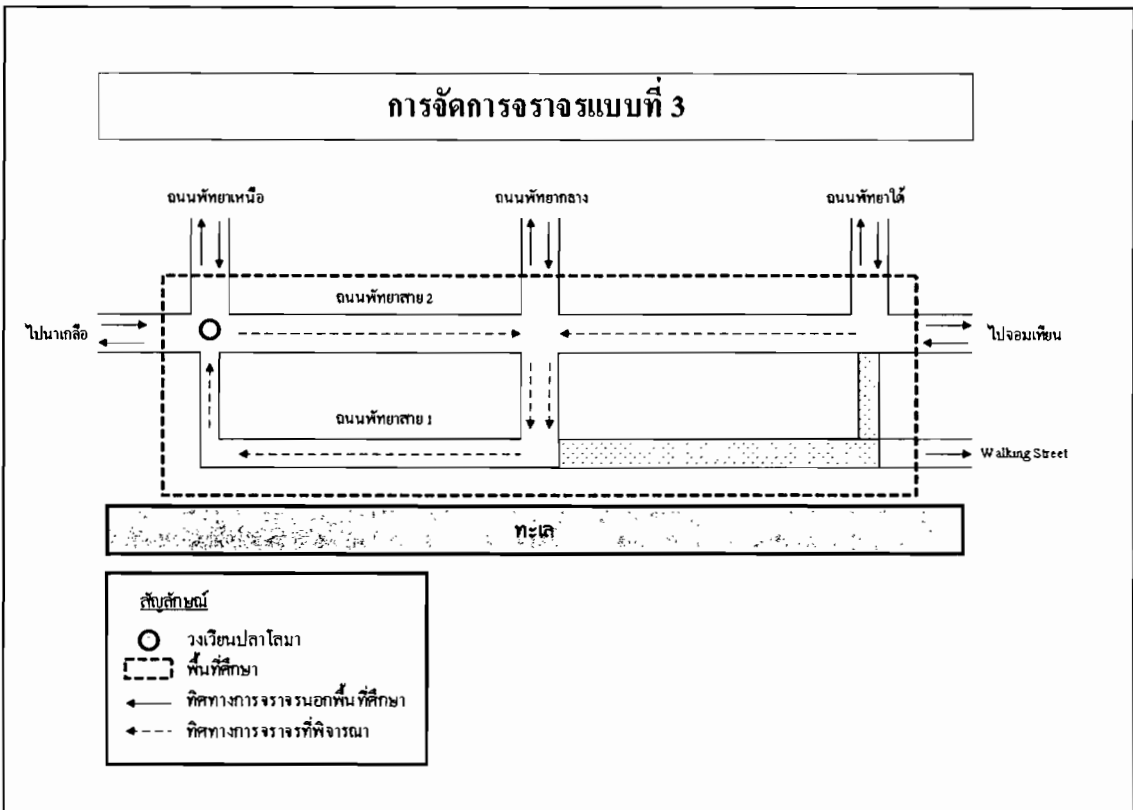 การจัดการจราจรแบบที่ 3
ถนนพัทยาเหนือ
ถนนพัทยากลาง
ถนนพัทยาใต้
ถนนพัทยาสาย 2
ไปนาเกลือ
ไปจอมเทียน
ถนนพัทยาสาย 1
Walking Street
ทะเล
สัญลักษณ์
วงเวียนปลาโลมา
พื้นที่ศึกษา
ทิศทางการจราจรนอกพื้นที่ศึกษา
ทิศทางการจราจรที่พิจารณา